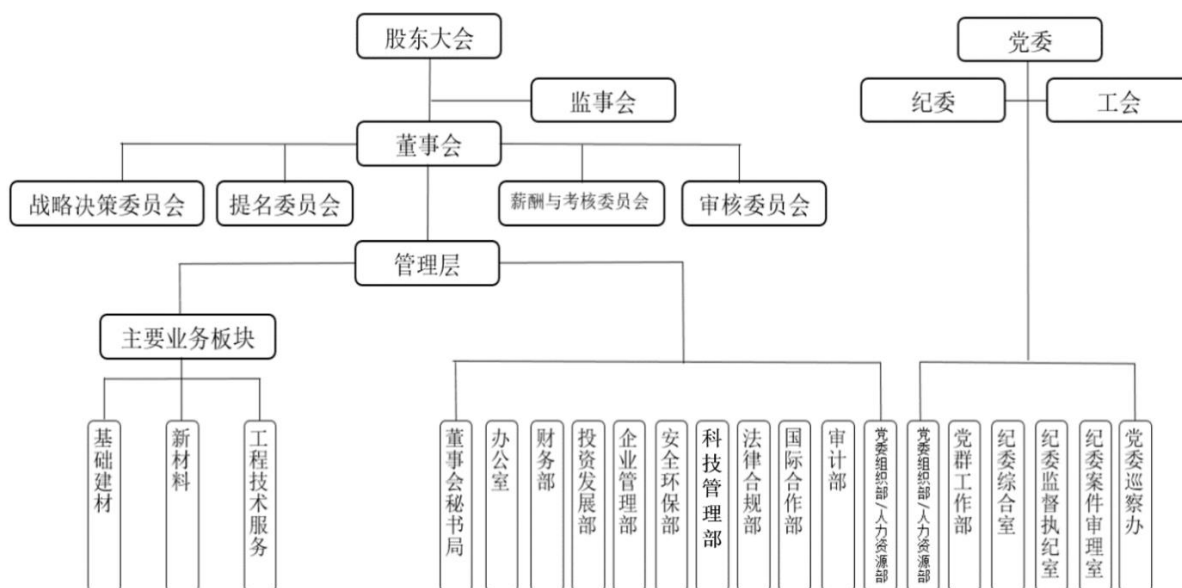 股东大会
党委
监事会
纪委
工会
董事会
战略决策委员会
提名委员会
薪酬与考核委员会
审核委员会
管理层
主要业务板块
基础建材
新材料
工程技术服务
董事会秘书局
办公室
财务部
投资发展部
企业管理部
安全环保部
科技管理部
法律合规部
国际合作部
审计部
党委组织部/人力资源部
党委组织部/人力资源部
党群工作部
纪委综合室
纪委监督执纪室
纪委案件审理室
党委巡察办